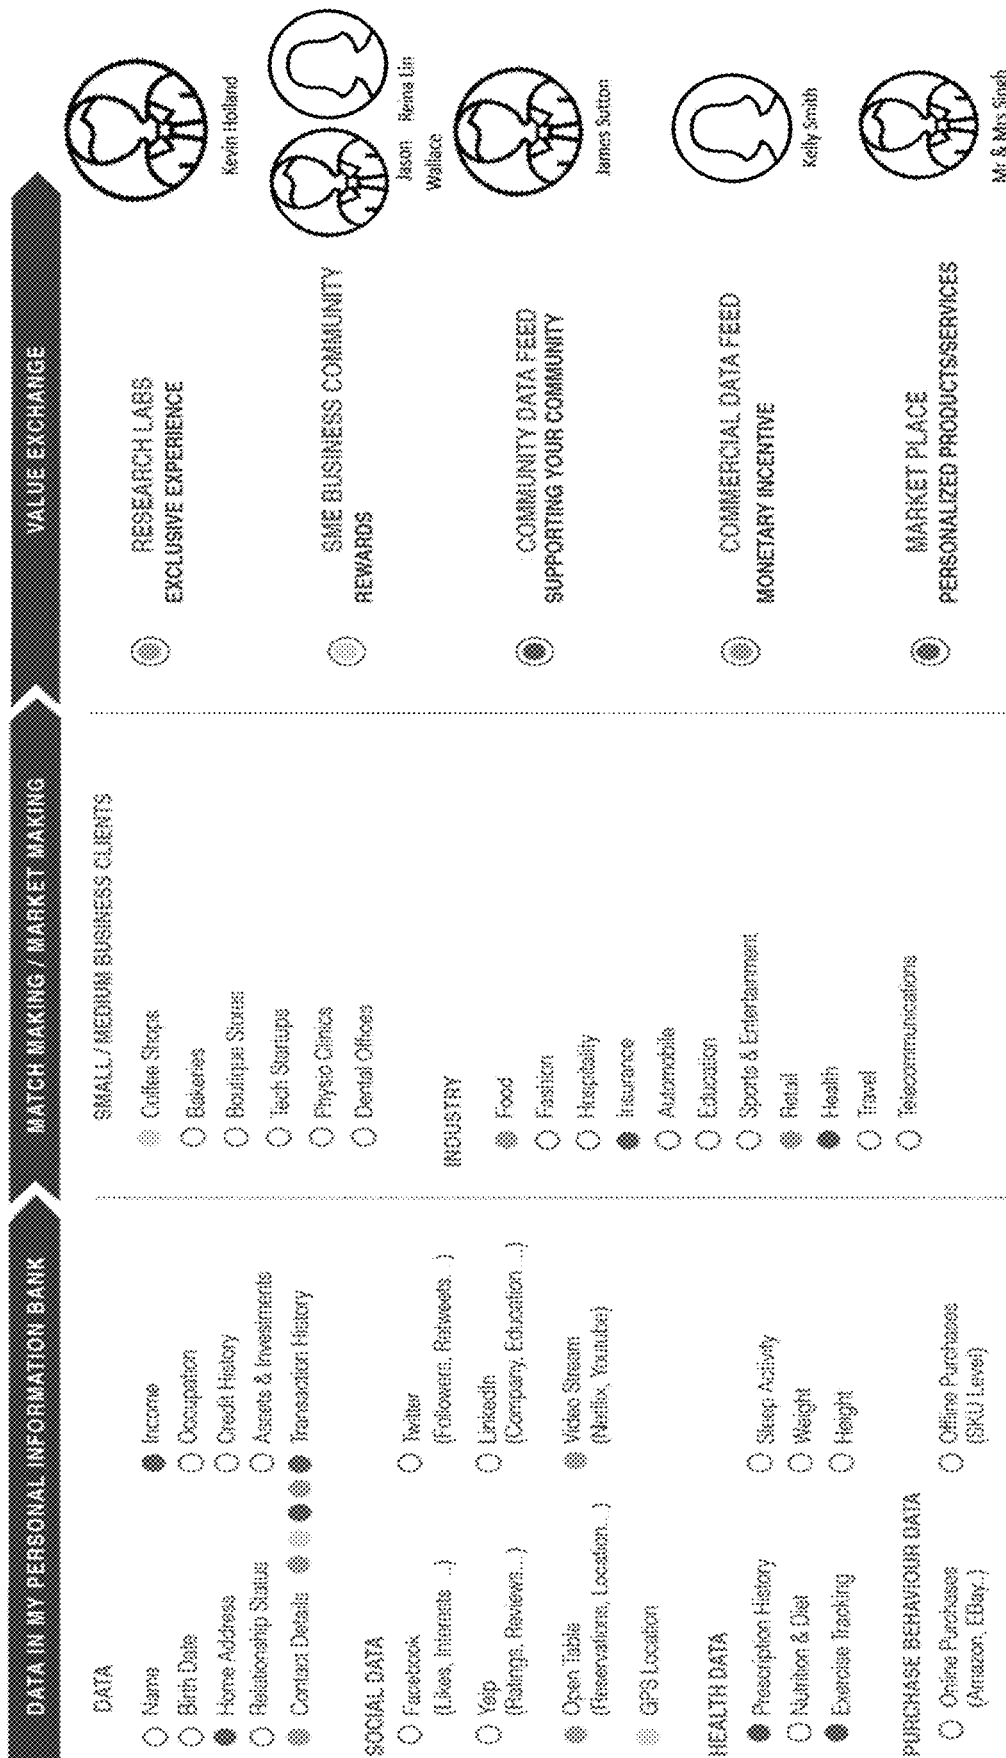 DATA IN MY PERSONAL INFORMATION BANK
MATCH MAKING / MARKET MAKING
VALUE EXCHANGE
DATA
Name
Birth Date
Home Address
Relationship Status
Contact Details
Income
Occupation
Credit History
Assets & Investments
Transaction History
SOCIAL DATA
Facebook
(Likes, Interests ...)
Twitter
(Followers, Retweets...)
Yelp
(Ratings, Reviews...)
LinkedIn
(Company, Education ...)
Open Table
(Reservations, Location...)
Video Steam
(Netflix, Youtube)
GPS Location
HEALTH DATA
Prescription History
Nutrition & Diet
Exercise Tracking
Sleep Activity
Weight
Height
PURCHASE BEHAVIOUR DATA
Online Purchases
(Amazon, EBay..)
Offline Purchases
(SKU Level)
SMALL / MEDIUM BUSINESS CLIENTS
Coffee Shops
Bakeries
Boutique Stores
Tech Startups
Physio Clinics
Dental Offices
INDUSTRY
Food
Fashion
Hospitality
Insurance
Automobile
Education
Sports & Entertainment
Retail
Health
Travel
Telecommunications
RESEARCH LABS
EXCLUSIVE EXPERIENCE
Kevin Holland
SME BUSINESS COMMUNITY
REWARDS
Jason
Wallace
Rema Lin
COMMUNITY DATA FEED
SUPPORTING YOUR COMMUNITY
James Sutton
COMMERCIAL DATA FEED
MONETARY INCENTIVE
Kelly Smith
MARKET PLACE
PERSONALIZED PRODUCTS/SERVICES
Mr. & Mrs Singh